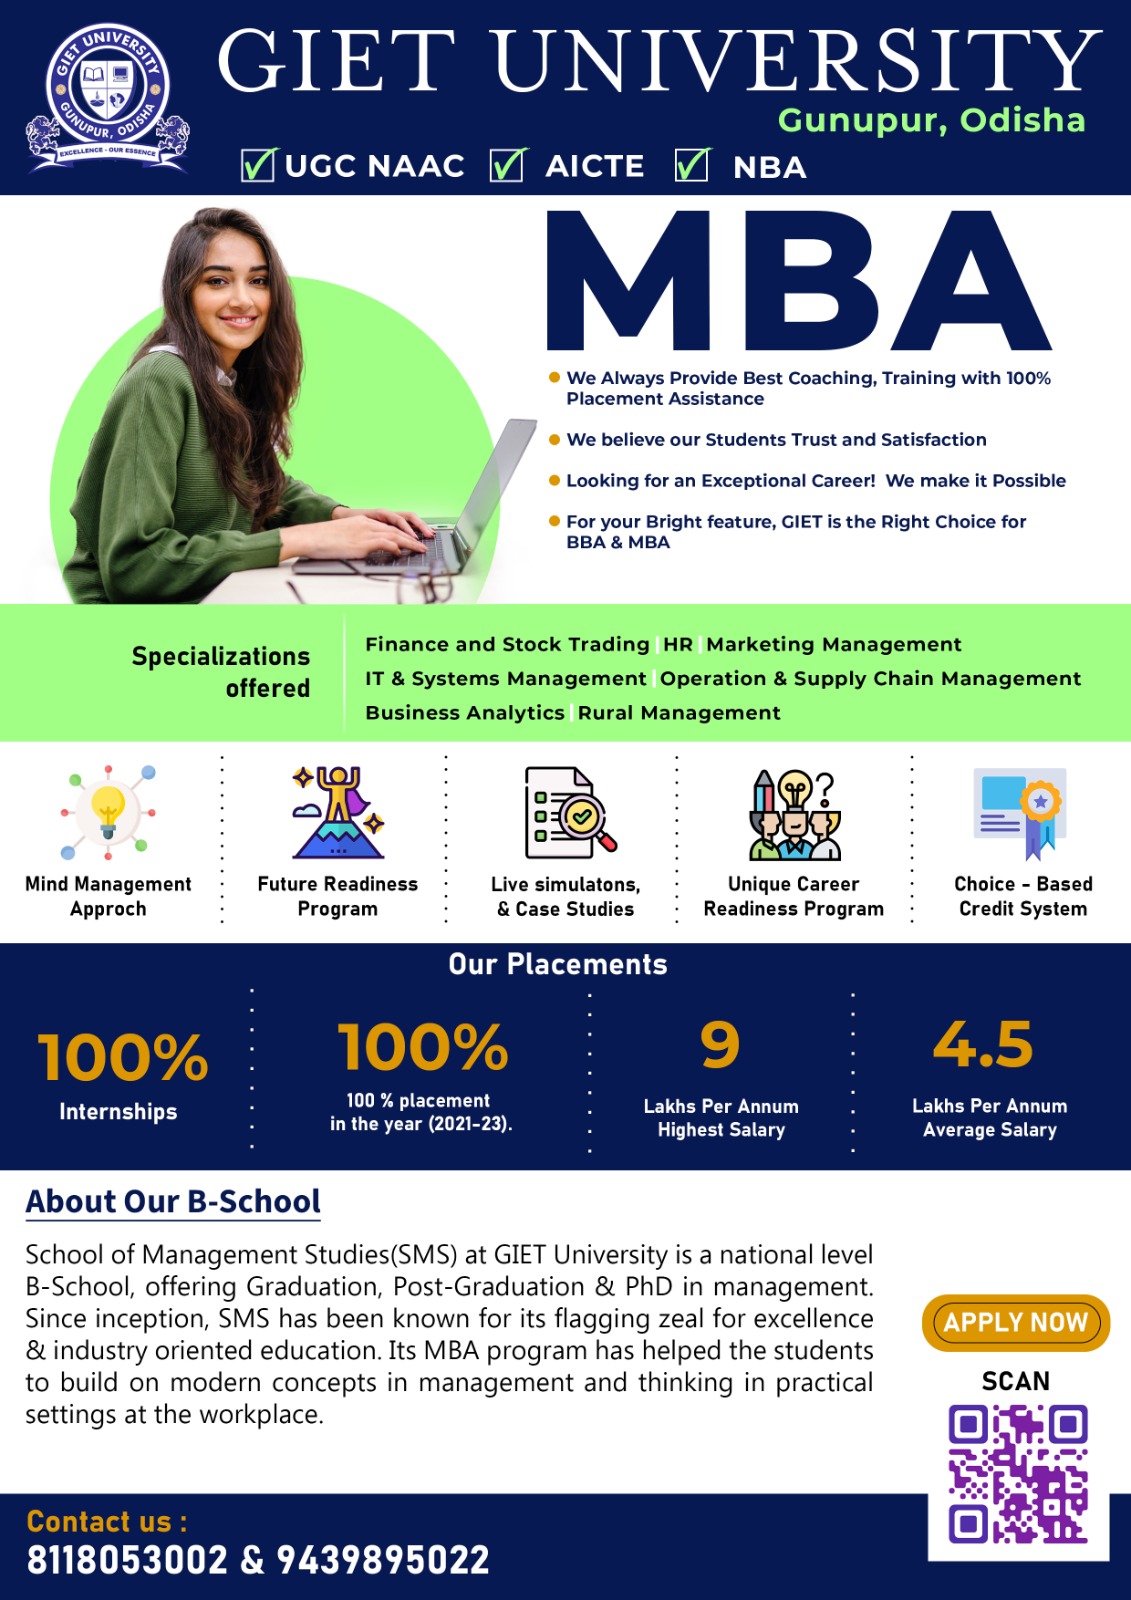 GIET UNIVERSITY
GUNUPUR, ODISHA
EXCELLENCE - OUR ESSENCE
GIET UNIVERSITY
Gunupur, Odisha
UGC NAAC AICTE NBA
MBA
We Always Provide Best Coaching, Training with 100%
Placement Assistance
We believe our Students Trust and Satisfaction
Looking for an Exceptional Career! We make it Possible
For your Bright feature, GIET is the Right Choice for
BBA & MBA
Specializations
offered
Finance and Stock Trading HR Marketing Management
IT & Systems Management Operation & Supply Chain Management
Business Analytics Rural Management
Mind Management
Approch
Future Readiness
Program
Live simulatons,
& Case Studies
Unique Career
Readiness Program
Choice - Based
Credit System
Our Placements
100%
Internships
100%
100 % placement
in the year (2021-23).
9
Lakhs Per Annum
Highest Salary
4.5
Lakhs Per Annum
Average Salary
About Our B-School
School of Management Studies(SMS) at GIET University is a national level
B-School, offering Graduation, Post-Graduation & PhD in management.
Since inception, SMS has been known for its flagging zeal for excellence
& industry oriented education. Its MBA program has helped the students
to build on modern concepts in management and thinking in practical
settings at the workplace.
APPLY NOW
SCAN
Contact us :
8118053002 & 9439895022